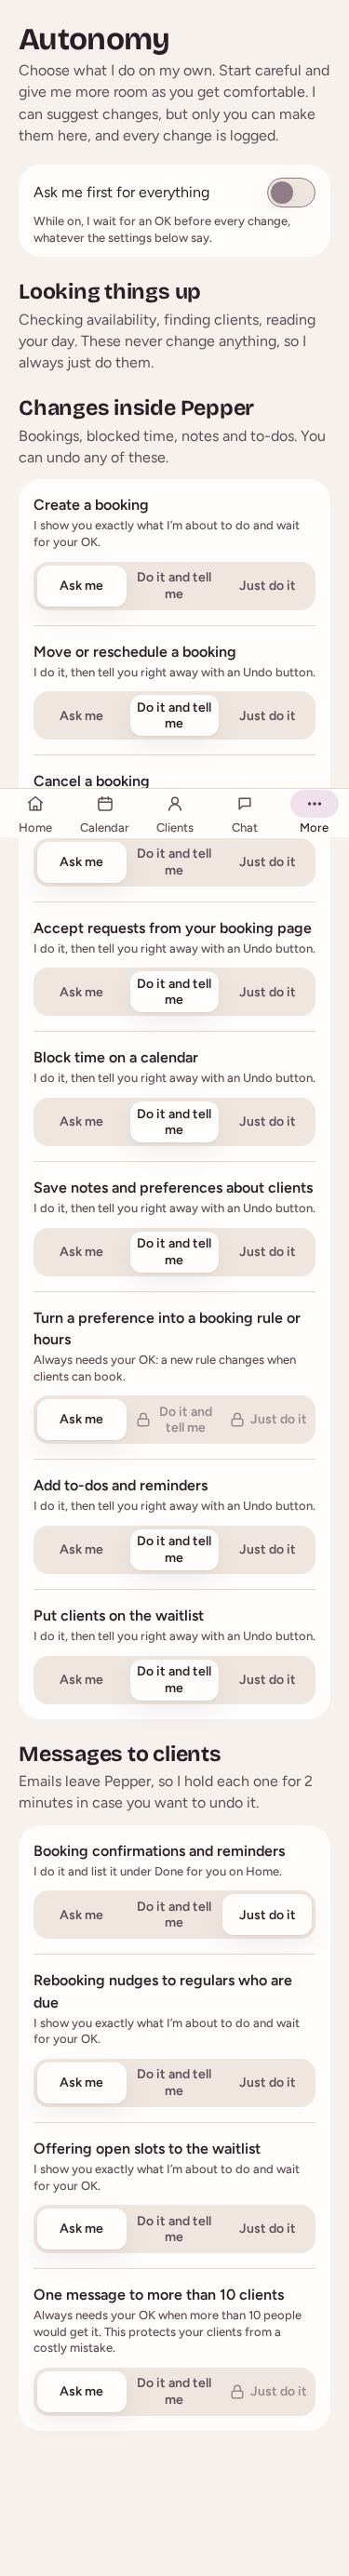 Autonomy
Choose what I do on my own. Start careful and
give me more room as you get comfortable. I
can suggest changes, but only you can make
them here, and every change is logged.
Ask me first for everything
While on, I wait for an OK before every change,
whatever the settings below say.
Looking things up
Checking availability, finding clients, reading
your day. These never change anything, so I
always just do them.
Changes inside Pepper
Bookings, blocked time, notes and to-dos. You
can undo any of these.
Create a booking
I show you exactly what I'm about to do and wait
for your OK.
Ask me
Do it and tell
me
Just do it
Move or reschedule a booking
I do it, then tell you right away with an Undo button.
Ask me
Do it and tell
me
Just do it
Cancel a booking
Home
Calendar
Clients
Chat
More
Ask me
Do it and tell
me
Just do it
Accept requests from your booking page
I do it, then tell you right away with an Undo button.
Ask me
Do it and tell
me
Just do it
Block time on a calendar
I do it, then tell you right away with an Undo button.
Ask me
Do it and tell
me
Just do it
Save notes and preferences about clients
I do it, then tell you right away with an Undo button.
Ask me
Do it and tell
me
Just do it
Turn a preference into a booking rule or
hours
Always needs your OK: a new rule changes when
clients can book.
Ask me
Do it and
tell me
Just do it
Add to-dos and reminders
I do it, then tell you right away with an Undo button.
Ask me
Do it and tell
me
Just do it
Put clients on the waitlist
I do it, then tell you right away with an Undo button.
Ask me
Do it and tell
me
Just do it
Messages to clients
Emails leave Pepper, so I hold each one for 2
minutes in case you want to undo it.
Booking confirmations and reminders
I do it and list it under Done for you on Home.
Ask me
Do it and tell
me
Just do it
Rebooking nudges to regulars who are
due
I show you exactly what I'm about to do and wait
for your OK.
Ask me
Do it and tell
me
Just do it
Offering open slots to the waitlist
I show you exactly what I'm about to do and wait
for your OK.
Ask me
Do it and tell
me
Just do it
One message to more than 10 clients
Always needs your OK when more than 10 people
would get it. This protects your clients from a
costly mistake.
Ask me
Do it and tell
me
Just do it